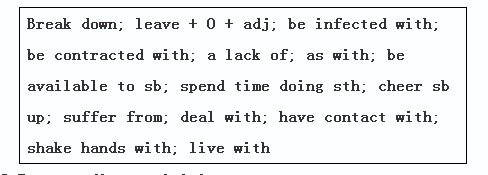 Break down; leave + O + adj; be infected with;
be contracted with; a lack of; as with; be
available to sb; spend time doing sth; cheer sb
up; suffer from; deal with; have contact with;
shake hands with; live with